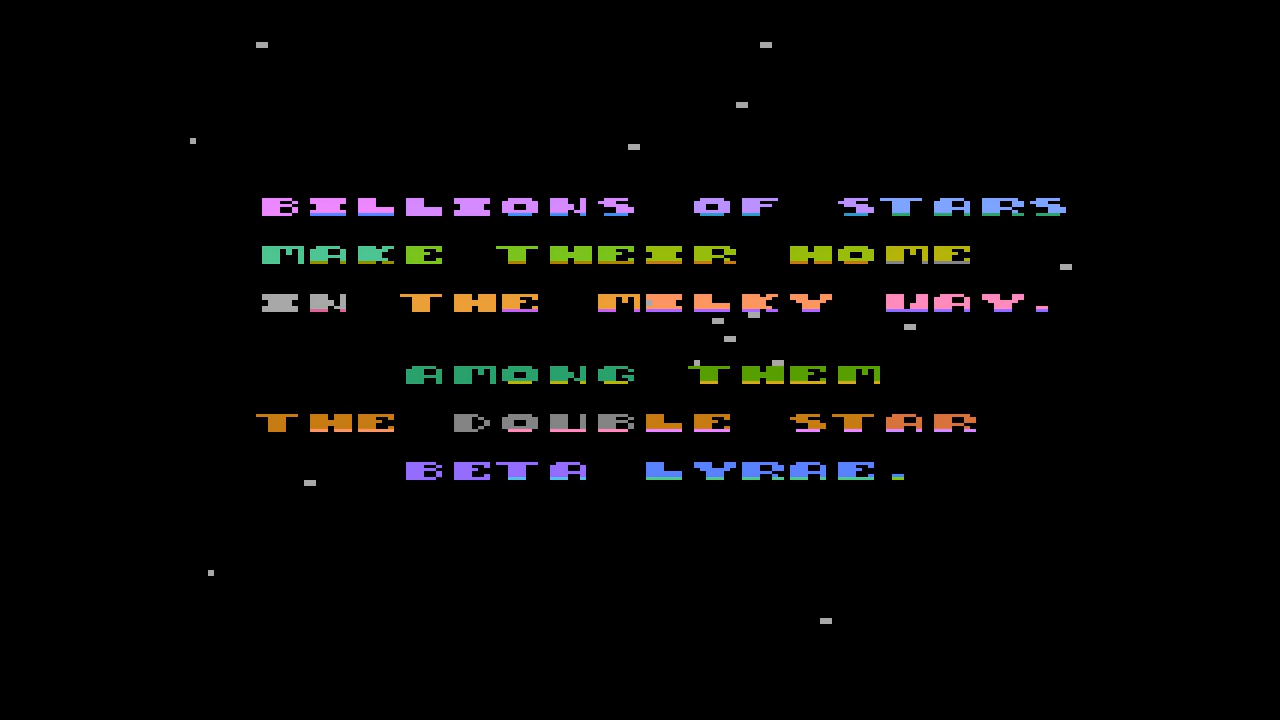 BILLIONS OF STARS
MAKE THEIR HOME
IN THE MILKY WAY.
AMONG THEM
THE DOUBLE STAR
BETA LYRAE.